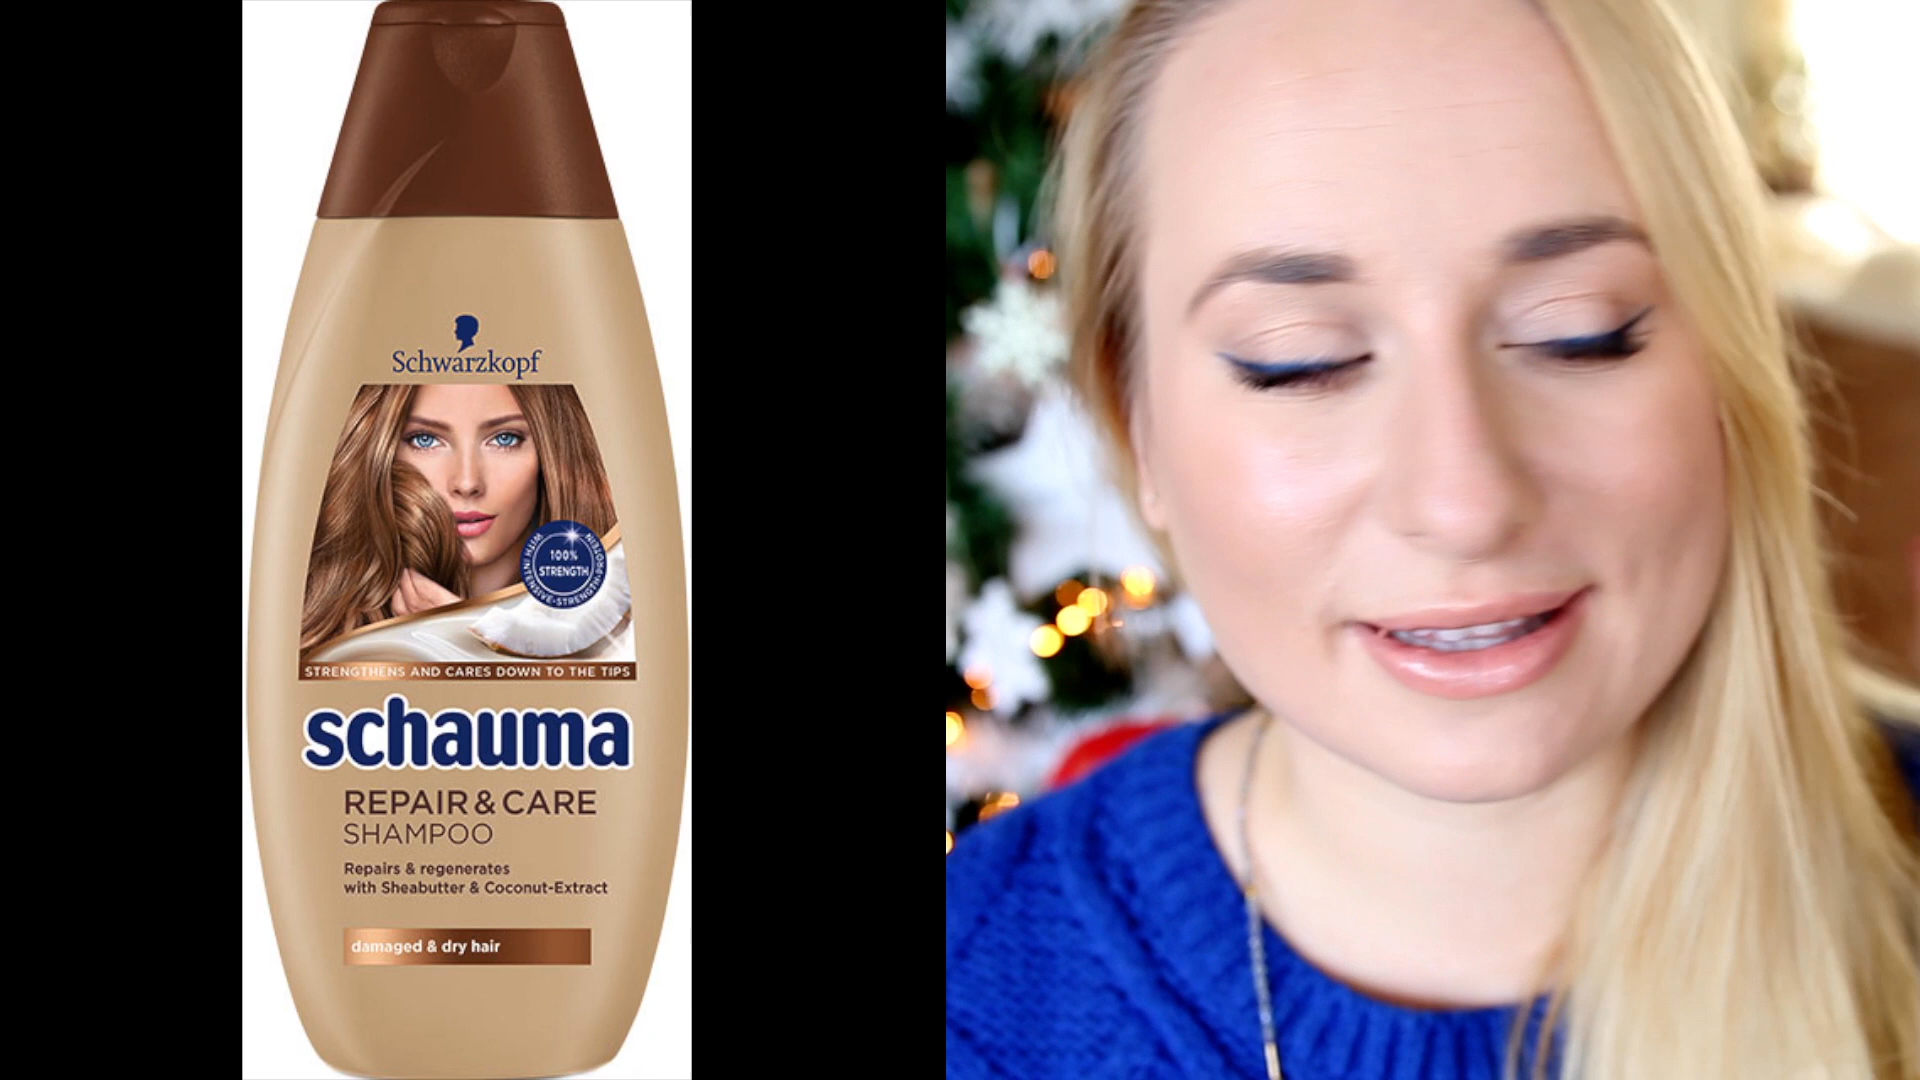 Schwarzkopf
100%
STRENGTH
WITH INTENSIVE-STRENGTH-PROTEIN
STRENGTHENS AND CARES DOWN TO THE TIPS
schauma
REPAIR & CARE
SHAMPOO
Repairs & regenerates
with Sheabutter & Coconut-Extract
damaged & dry hair